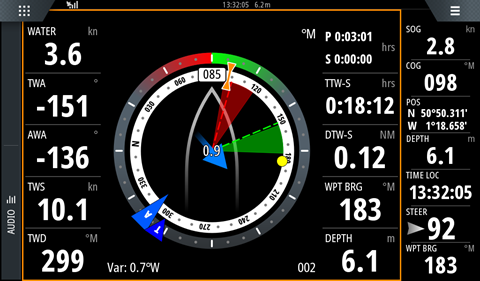 13:32:05 6.2 m
WATER kn
3.6
TWA °
-151
AWA °
-136
TWS kn
10.1
TWD °M
299
AUDIO
°M
085
060
120
030
150
N
180
330
210
300
270
240
0.9
A
T
Var: 0.7°W
002
P 0:03:01
S 0:00:00
hrs
TTW-S hrs
0:18:12
DTW-S NM
0.12
WPT BRG °M
183
DEPTH m
6.1
SOG kn
2.8
COG °M
098
POS
N 50°50.311'
W 1°18.658'
DEPTH m
6.1
TIME LOC
13:32:05
STEER °M
92
WPT BRG °M
183